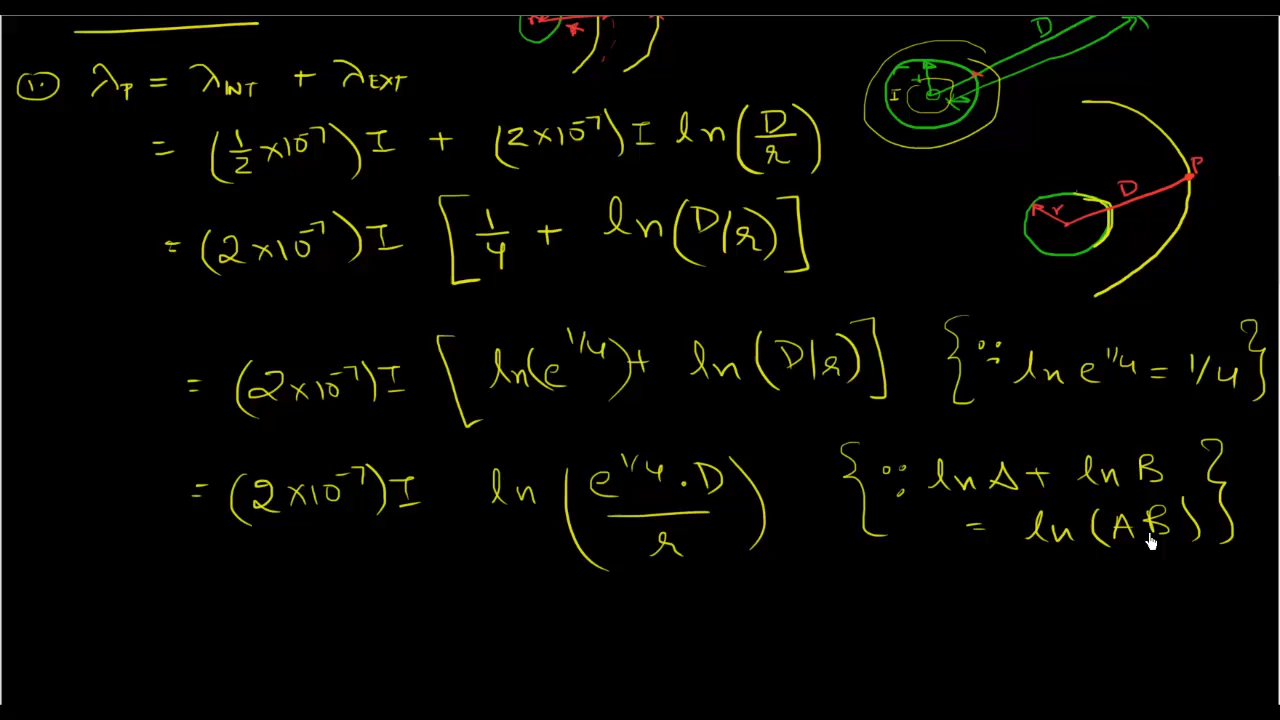 D
I
(1.) λP = λINT + λEXT
= (1/2 ×10⁻⁷) I + (2×10⁻⁷) I ln(D/r)
P
D
r
= (2×10⁻⁷) I [1/4 + ln(D/r)]
= (2×10⁻⁷) I [ln(e^1/4) + ln(D/r)] {∵ ln e^1/4 = 1/4}
= (2×10⁻⁷) I ln(e^1/4 . D / r) {∵ ln A + ln B
= ln(AB)}